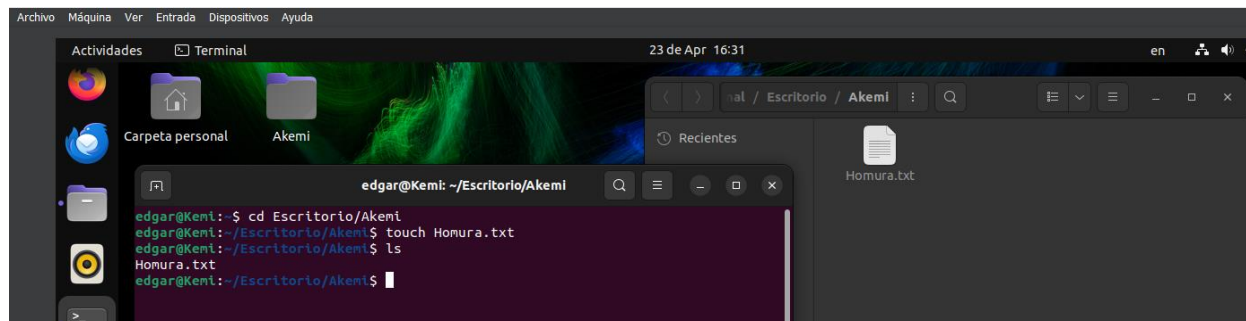 Archivo Máquina Ver Entrada Dispositivos Ayuda
Actividades Terminal 23 de Apr 16:31 en
nal / Escritorio / Akemi
Carpeta personal Akemi
Recientes
Homura.txt
edgar@Kemi: ~/Escritorio/Akemi
edgar@Kemi:~$ cd Escritorio/Akemi
edgar@Kemi:~/Escritorio/Akemi$ touch Homura.txt
edgar@Kemi:~/Escritorio/Akemi$ ls
Homura.txt
edgar@Kemi:~/Escritorio/Akemi$